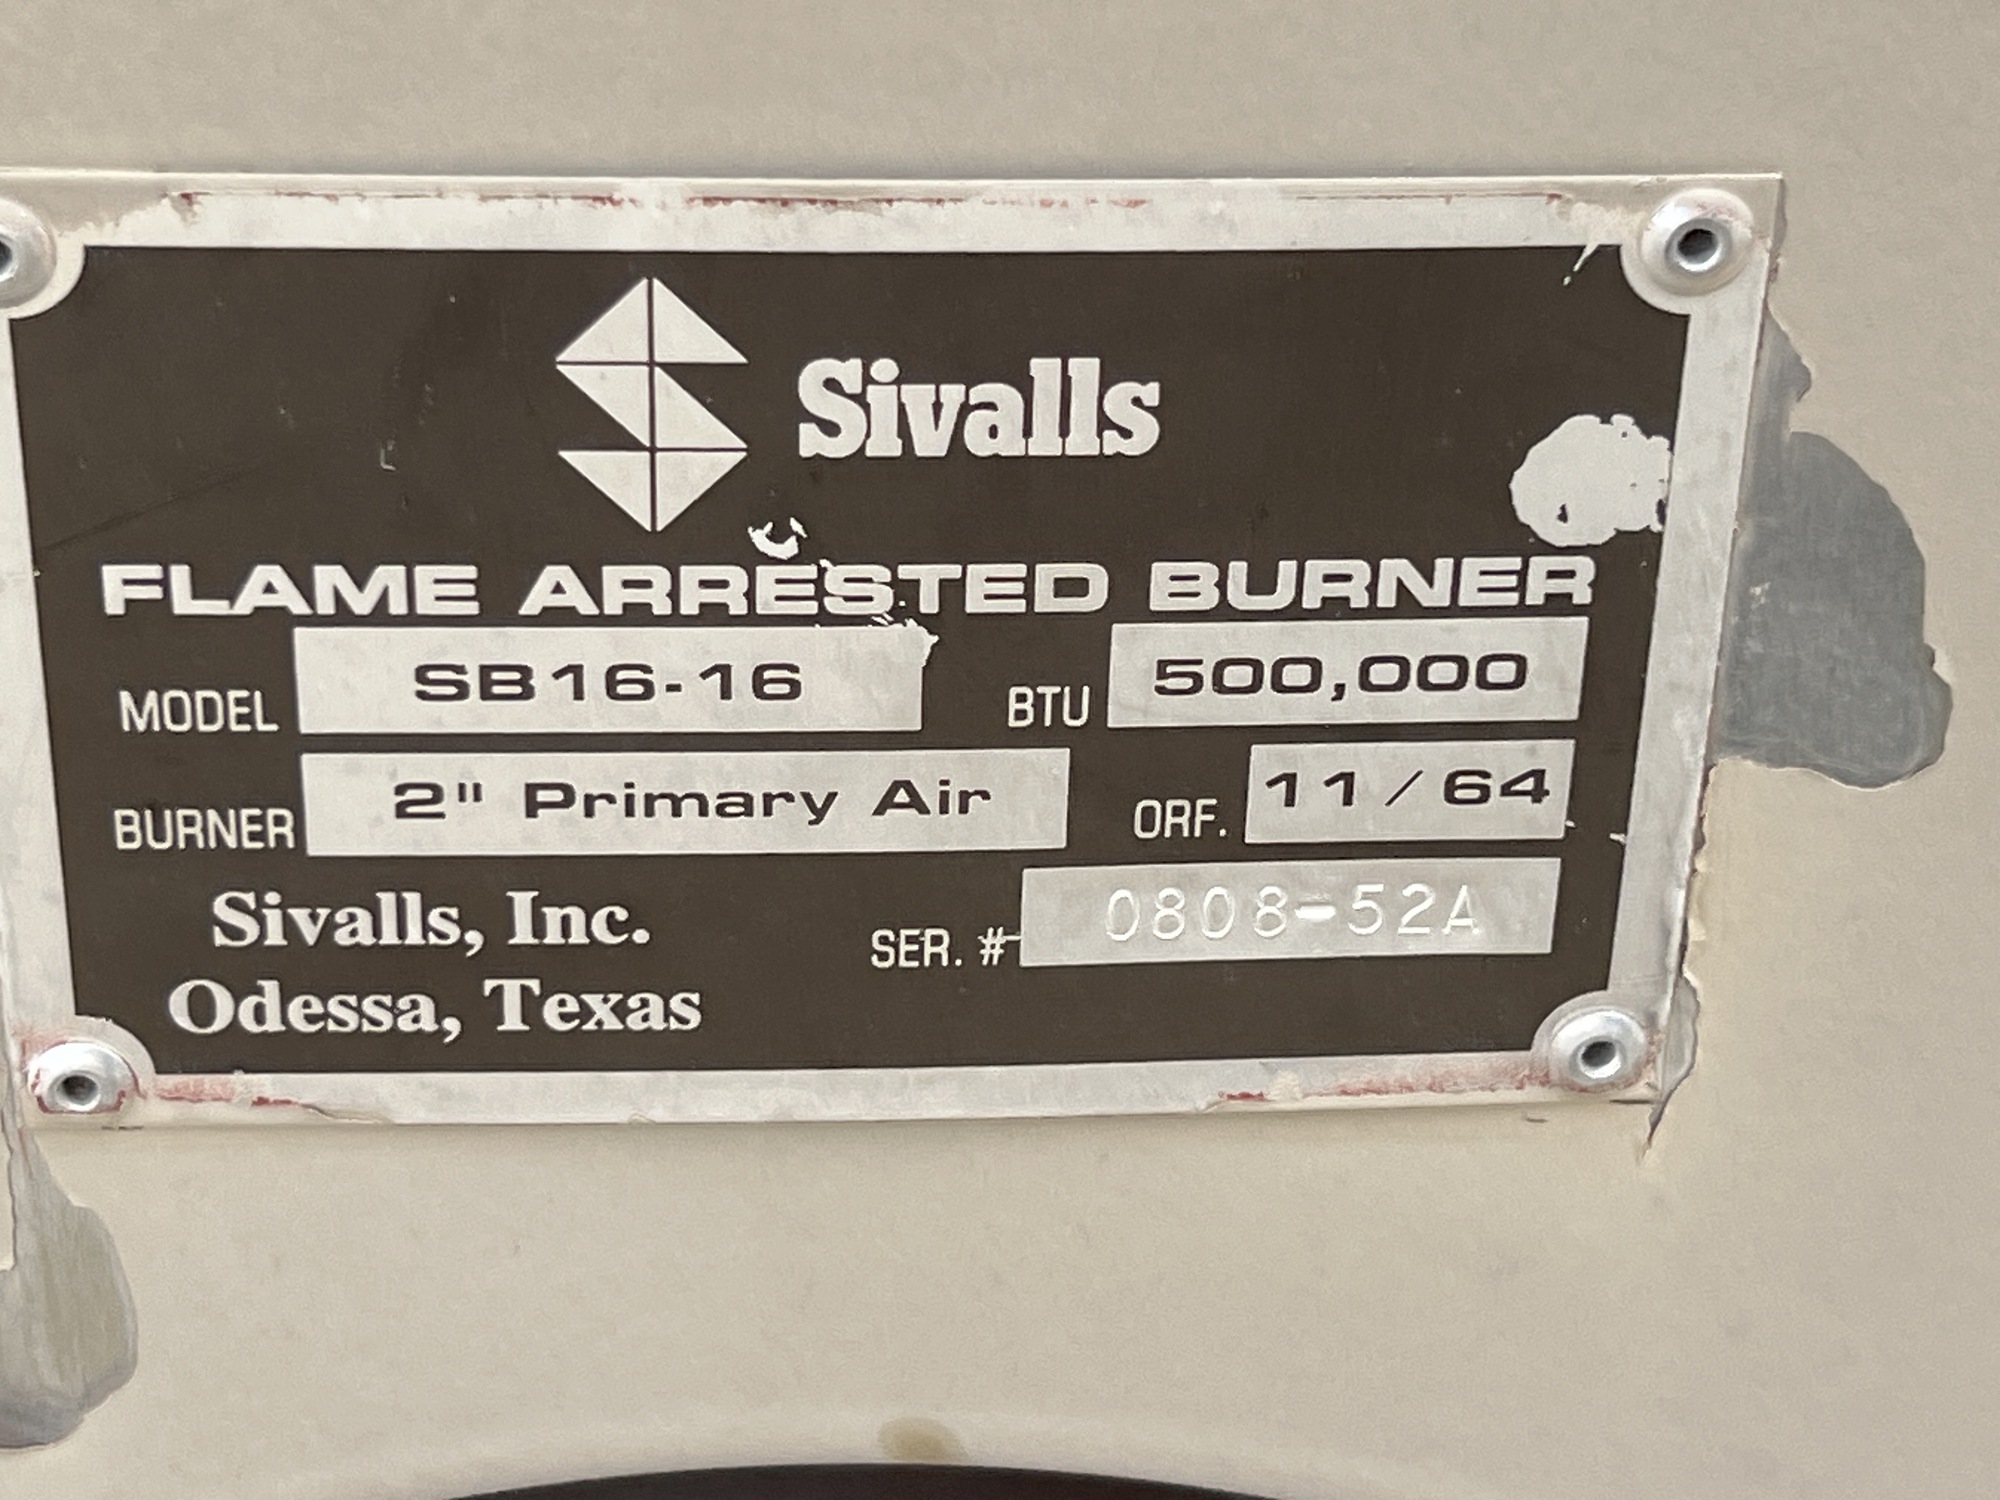 Sivalls
FLAME ARRESTED BURNER
MODEL SB16-16 BTU 500,000
BURNER 2" Primary Air ORF. 11/64
Sivalls, Inc. SER. # 0808-52A
Odessa, Texas